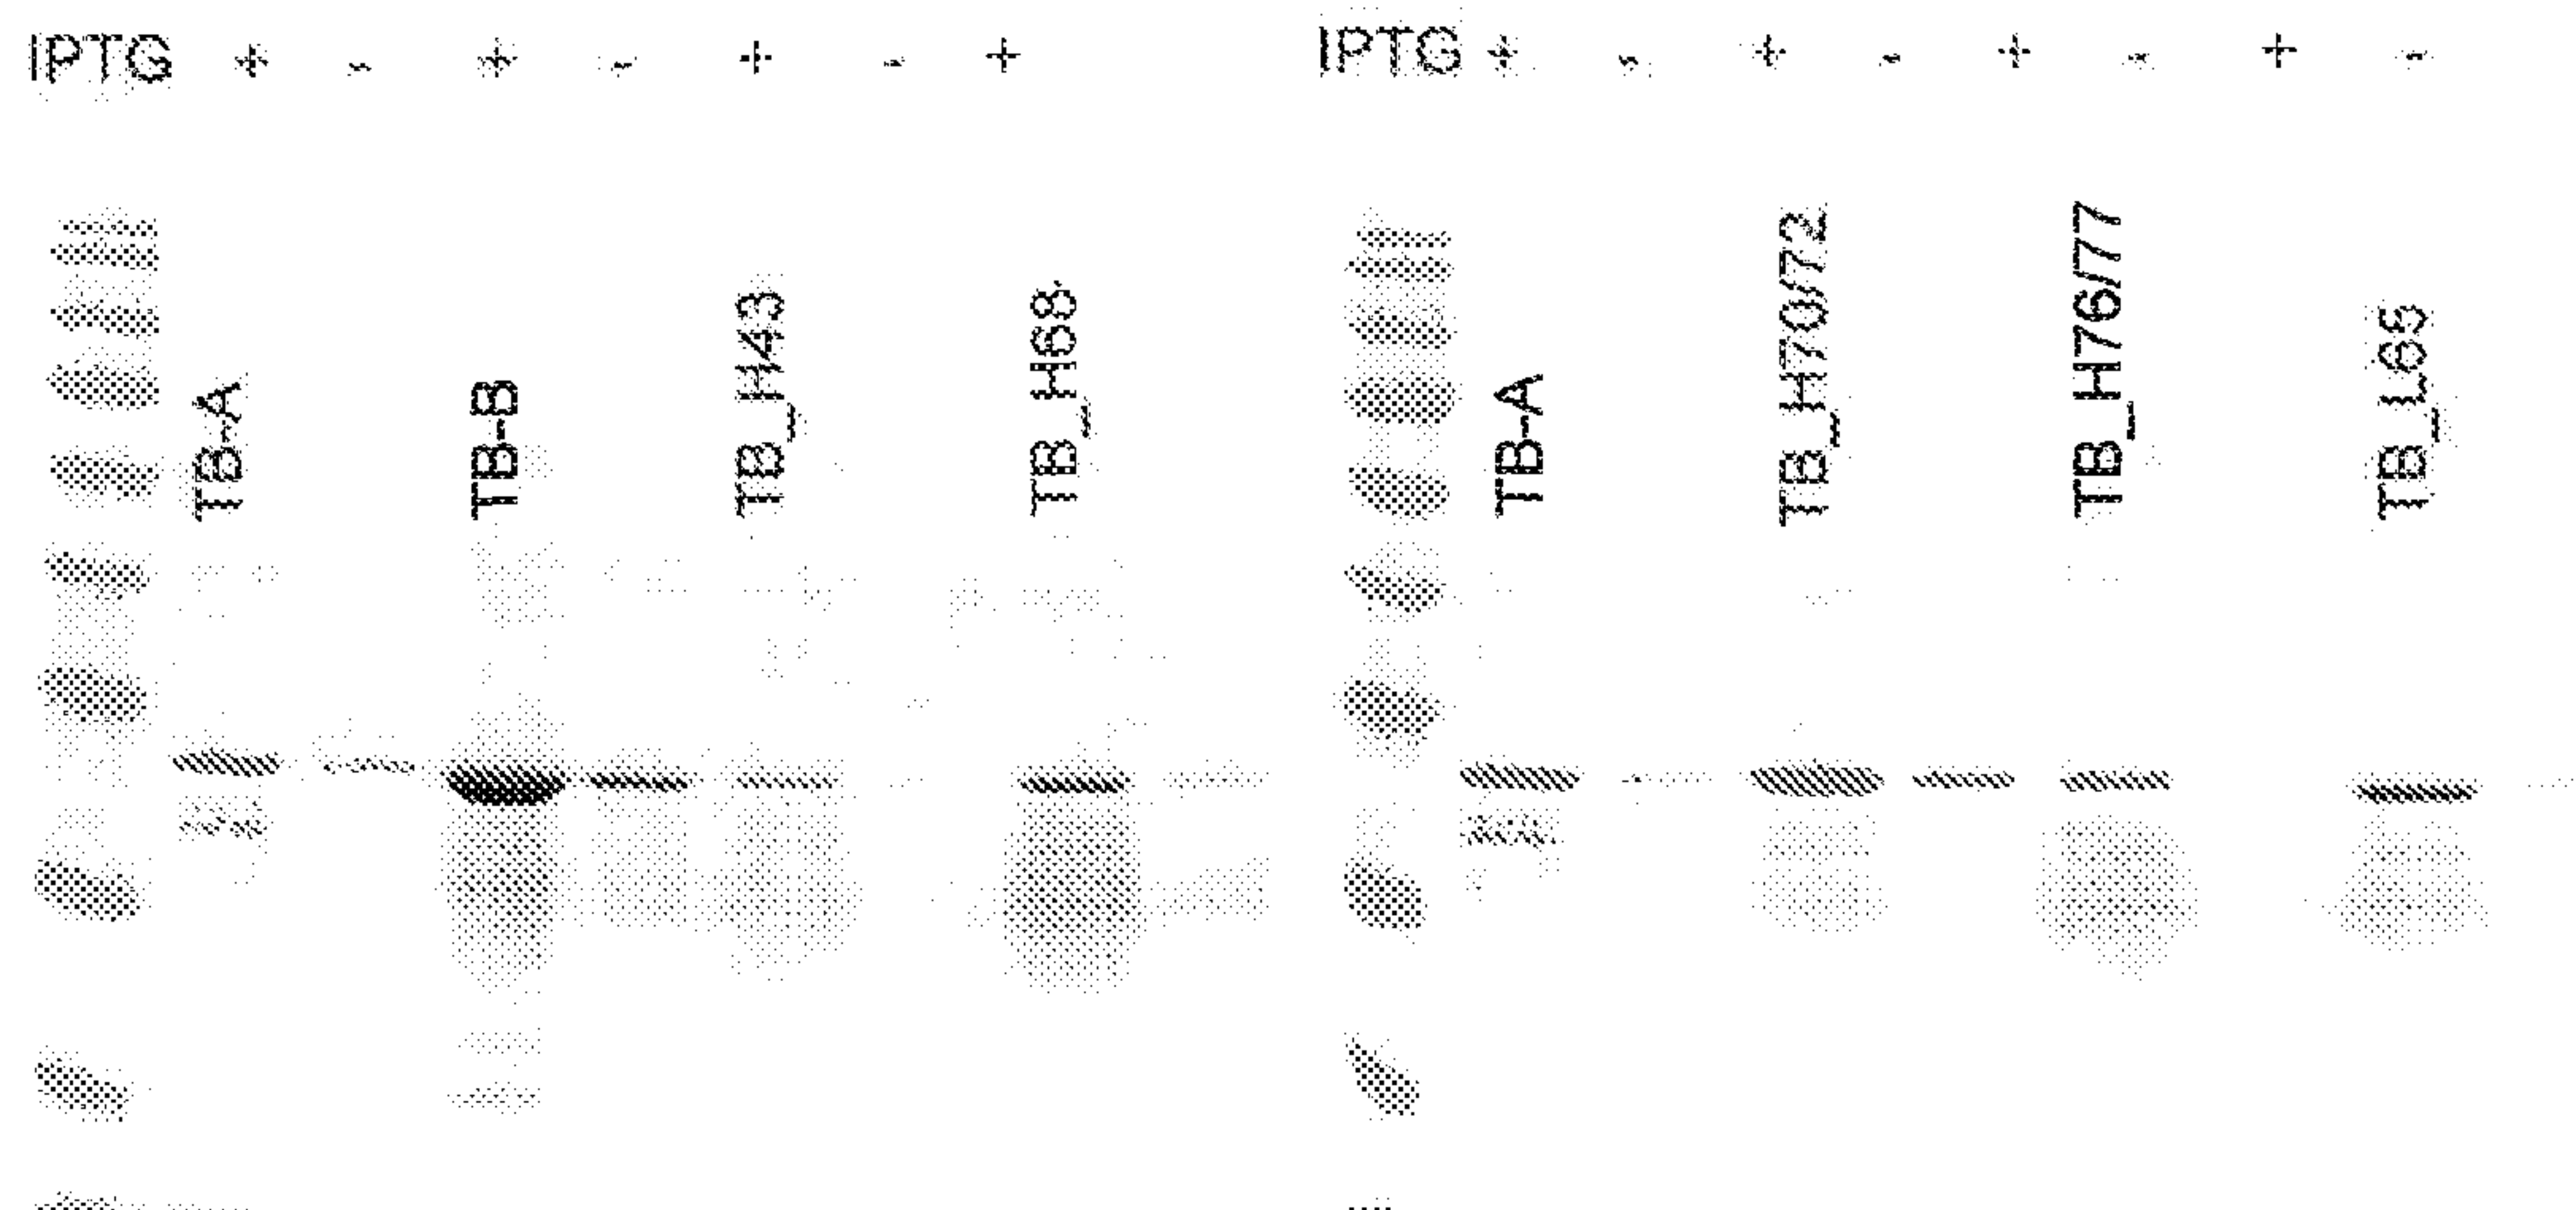 IPTG + - + - + - +
IPTG + - + - + - + -
TB-A
TB-B
TB_H43
TB_H68
TB-A
TB_H70/72
TB_H76/77
TB_L65